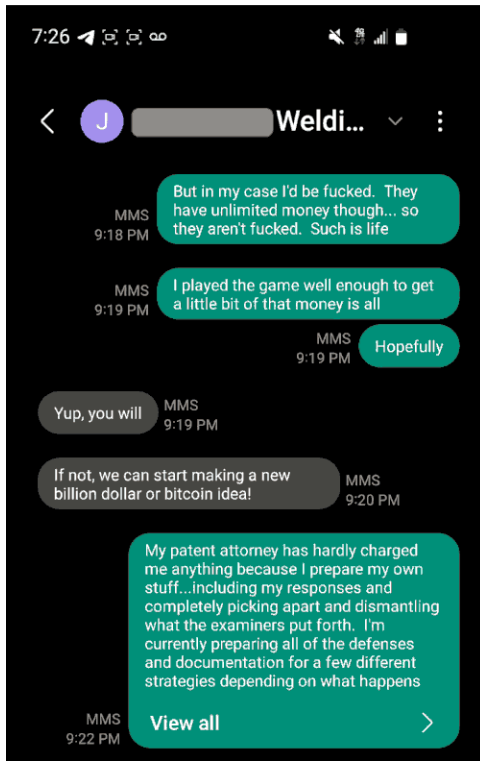 7:26
J Weldi...
But in my case I'd be fucked.  They
have unlimited money though... so
they aren't fucked.  Such is life
MMS
9:18 PM
I played the game well enough to get
a little bit of that money is all
MMS
9:19 PM
Hopefully
MMS
9:19 PM
Yup, you will
MMS
9:19 PM
If not, we can start making a new
billion dollar or bitcoin idea!
MMS
9:20 PM
My patent attorney has hardly charged
me anything because I prepare my own
stuff...including my responses and
completely picking apart and dismantling
what the examiners put forth.  I'm
currently preparing all of the defenses
and documentation for a few different
strategies depending on what happens
View all
MMS
9:22 PM